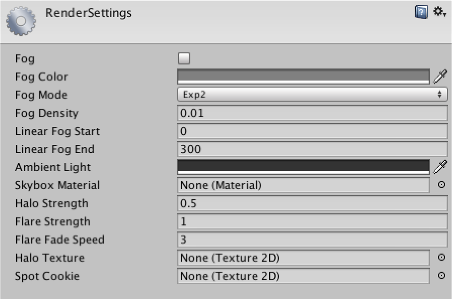 RenderSettings
Fog
Fog Color
Fog Mode Exp2
Fog Density 0.01
Linear Fog Start 0
Linear Fog End 300
Ambient Light
Skybox Material None (Material)
Halo Strength 0.5
Flare Strength 1
Flare Fade Speed 3
Halo Texture None (Texture 2D)
Spot Cookie None (Texture 2D)